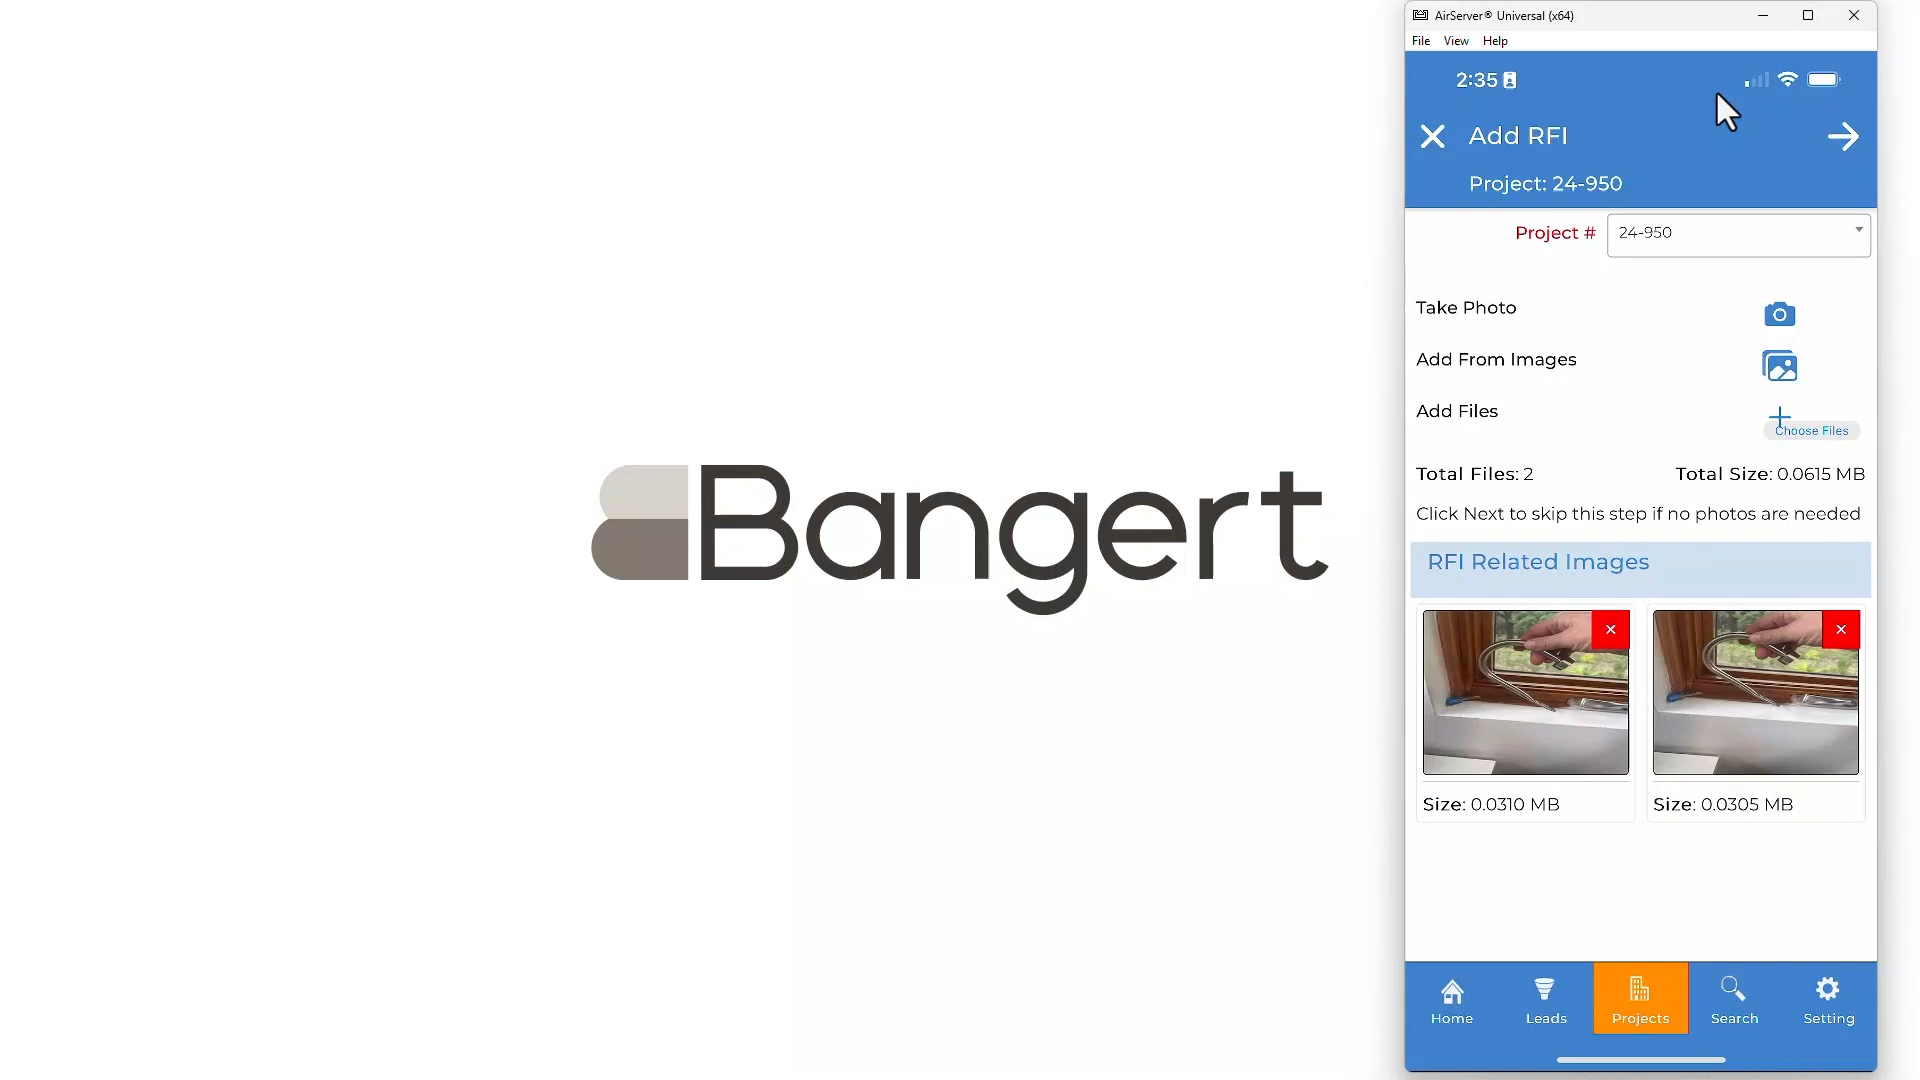 AirServer® Universal (x64)
File View Help
2:35
Add RFI
Project: 24-950
Project # 24-950
Take Photo
Add From Images
Add Files
Choose Files
Total Files: 2 Total Size: 0.0615 MB
Click Next to skip this step if no photos are needed
RFI Related Images
Size: 0.0310 MB Size: 0.0305 MB
Home Leads Projects Search Setting
Bangert